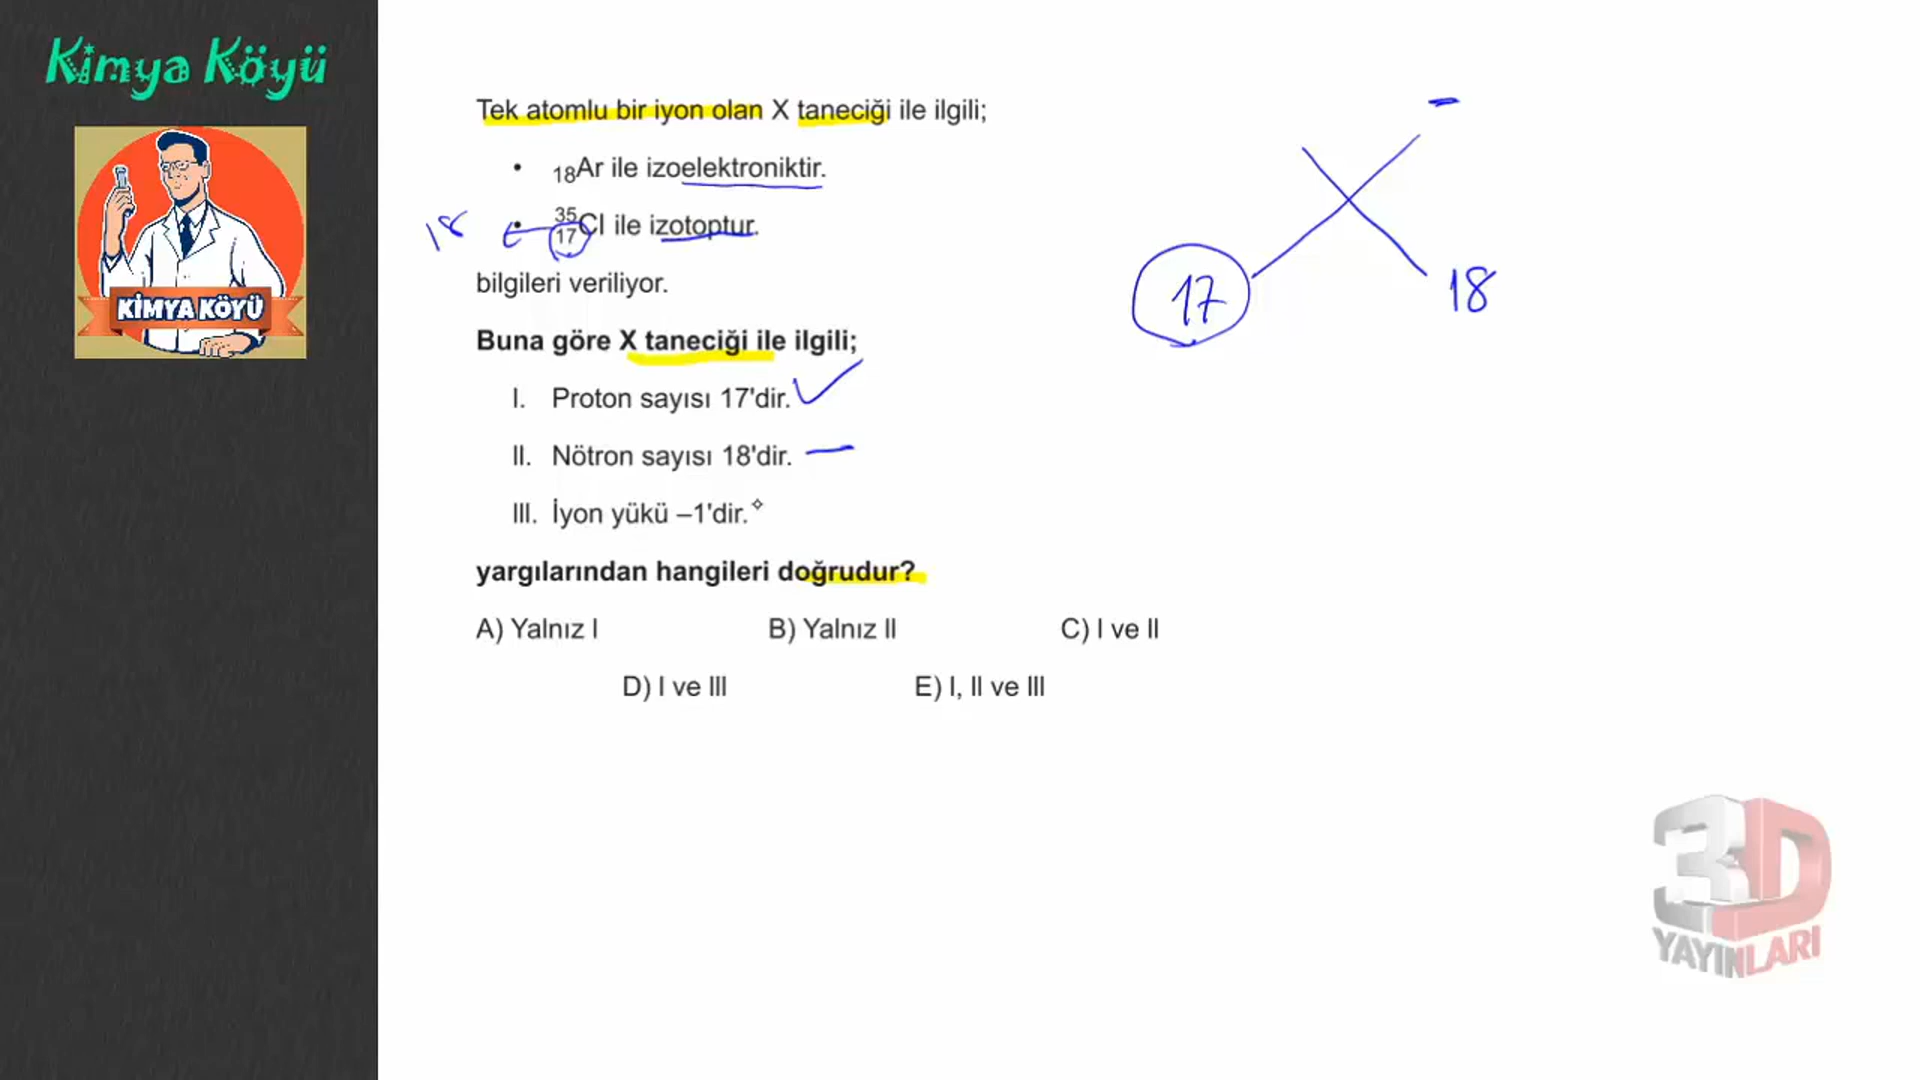 Kimya Köyü
KİMYA KÖYÜ
Tek atomlu bir iyon olan X taneciği ile ilgili;
• ₁₈Ar ile izoelektroniktir.
18 • ³⁵₁₇Cl ile izotoptur.
bilgileri veriliyor.
Buna göre X taneciği ile ilgili;
I. Proton sayısı 17'dir.
II. Nötron sayısı 18'dir.
III. İyon yükü –1'dir.
yargılarından hangileri doğrudur?
A) Yalnız I B) Yalnız II C) I ve II
D) I ve III E) I, II ve III
–
17 18
3D
YAYINLARI